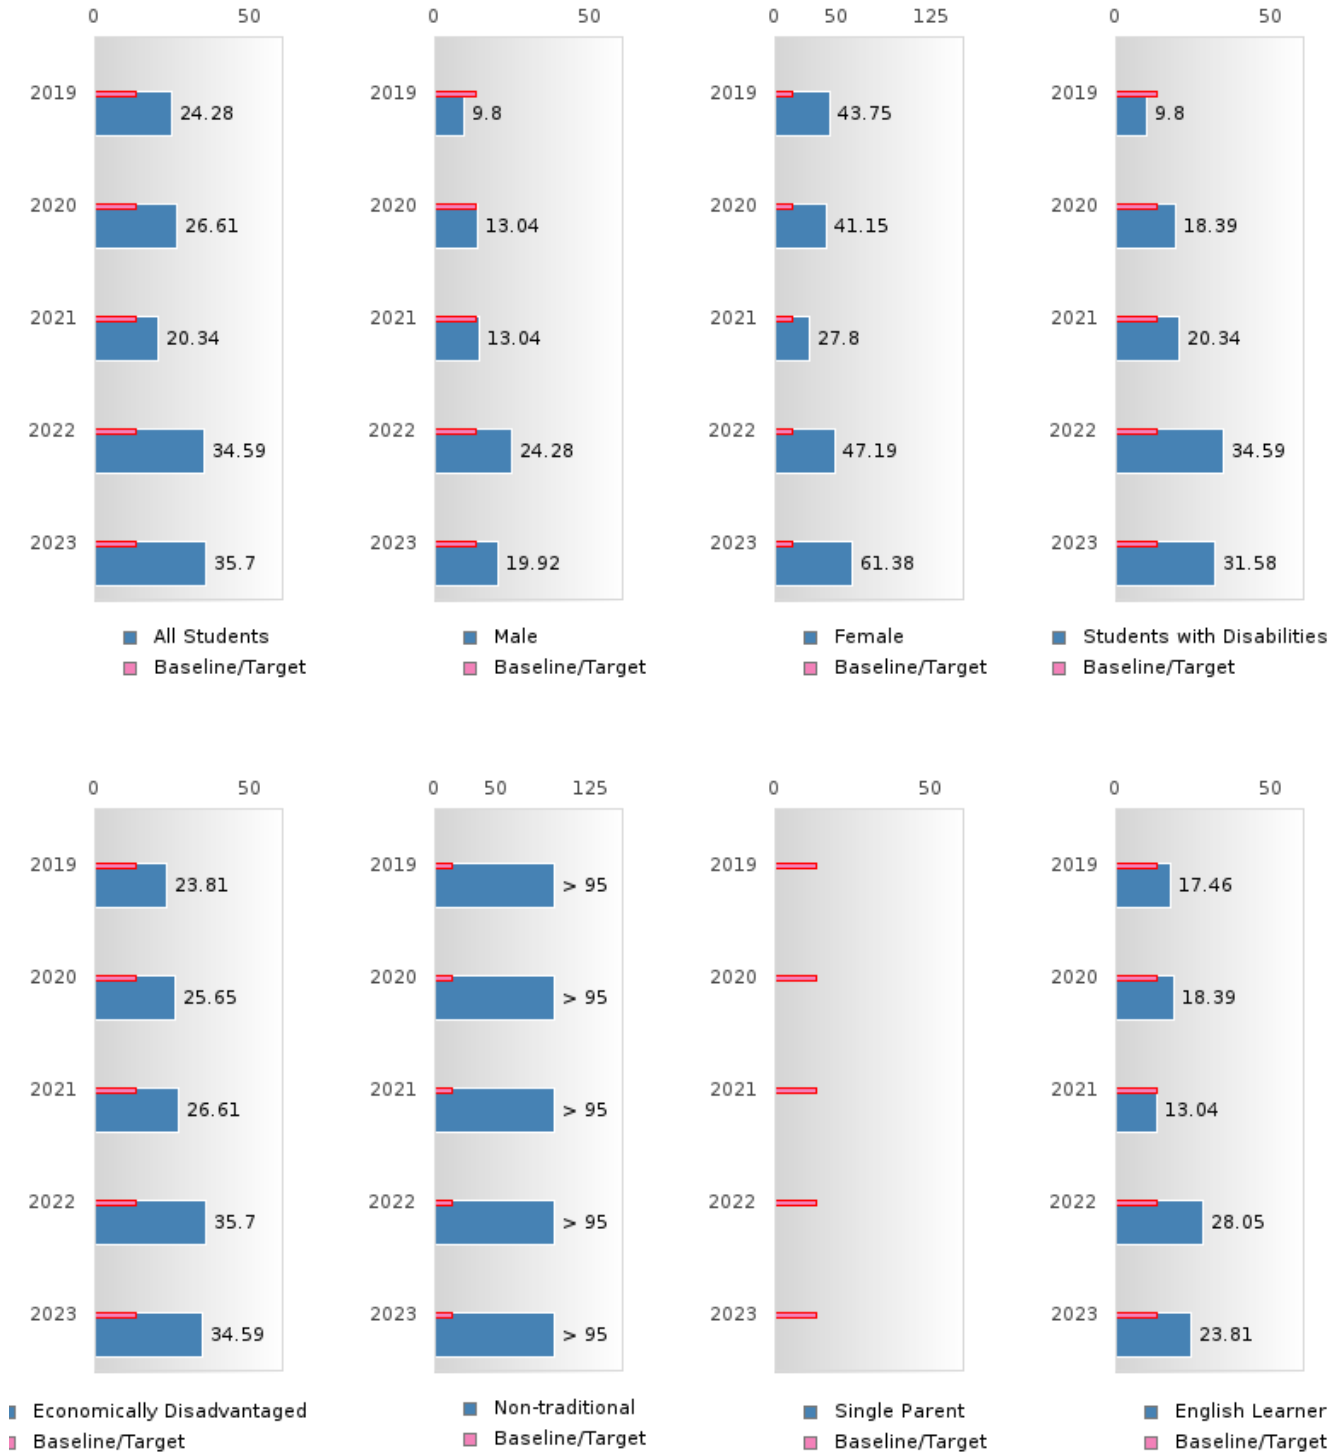 0 50
2019 24.28
2020 26.61
2021 20.34
2022 34.59
2023 35.7
All Students
Baseline/Target
0 50
2019 9.8
2020 13.04
2021 13.04
2022 24.28
2023 19.92
Male
Baseline/Target
0 50 125
2019 43.75
2020 41.15
2021 27.8
2022 47.19
2023 61.38
Female
Baseline/Target
0 50
2019 9.8
2020 18.39
2021 20.34
2022 34.59
2023 31.58
Students with Disabilities
Baseline/Target
0 50
2019 23.81
2020 25.65
2021 26.61
2022 35.7
2023 34.59
Economically Disadvantaged
Baseline/Target
0 50 125
2019 > 95
2020 > 95
2021 > 95
2022 > 95
2023 > 95
Non-traditional
Baseline/Target
0 50
2019
2020
2021
2022
2023
Single Parent
Baseline/Target
0 50
2019 17.46
2020 18.39
2021 13.04
2022 28.05
2023 23.81
English Learner
Baseline/Target